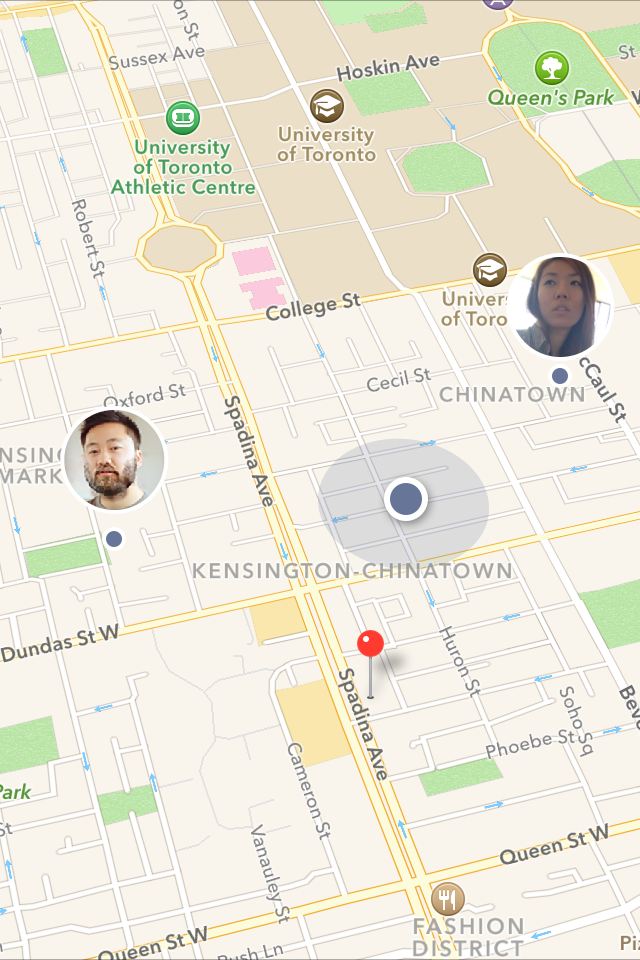 on St
Sussex Ave
Hoskin Ave
St
Queen's Park
University
of Toronto
University
of Toronto
Athletic Centre
Robert St
College St
Univers
of Toro
Cecil St
CHINATOWN
cCaul St
Oxford St
Spadina Ave
NSING
MARK
KENSINGTON-CHINATOWN
Dundas St W
Huron St
Spadina Ave
Soho Sq
Beve
Phoebe St
Cameron St
Park
St
Vanauley St
Queen St W
FASHION
DISTRICT
Queen St W
Bush Ln
Piz